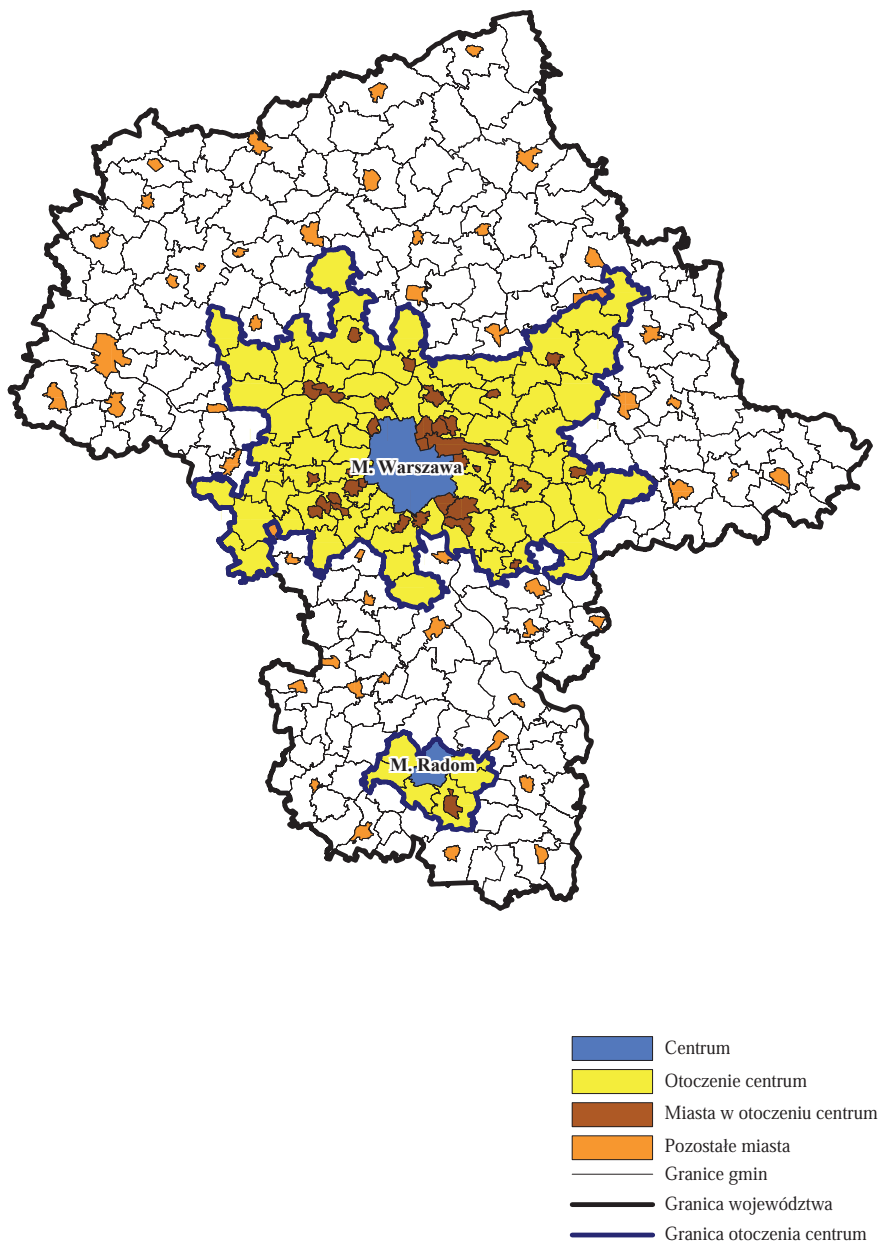 M. Warszawa
M. Radom
Centrum
Otoczenie centrum
Miasta w otoczeniu centrum
Pozostałe miasta
Granice gmin
Granica województwa
Granica otoczenia centrum